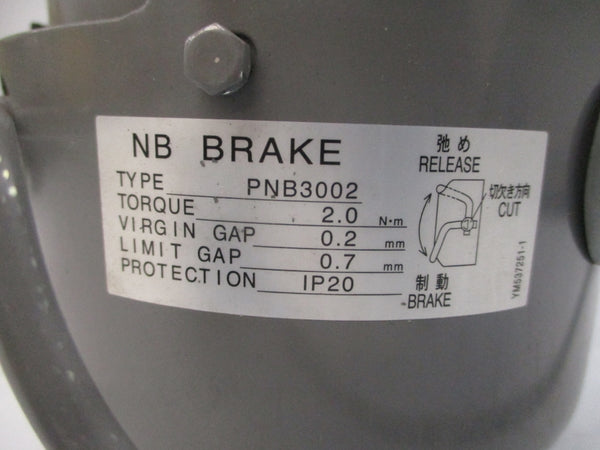 NB BRAKE
TYPE PNB3002
TORQUE 2.0 N·m
VIRGIN GAP 0.2 mm
LIMIT GAP 0.7 mm
PROTECTION IP20
弛め
RELEASE
切欠き方向
CUT
制動
BRAKE
YM537251-1